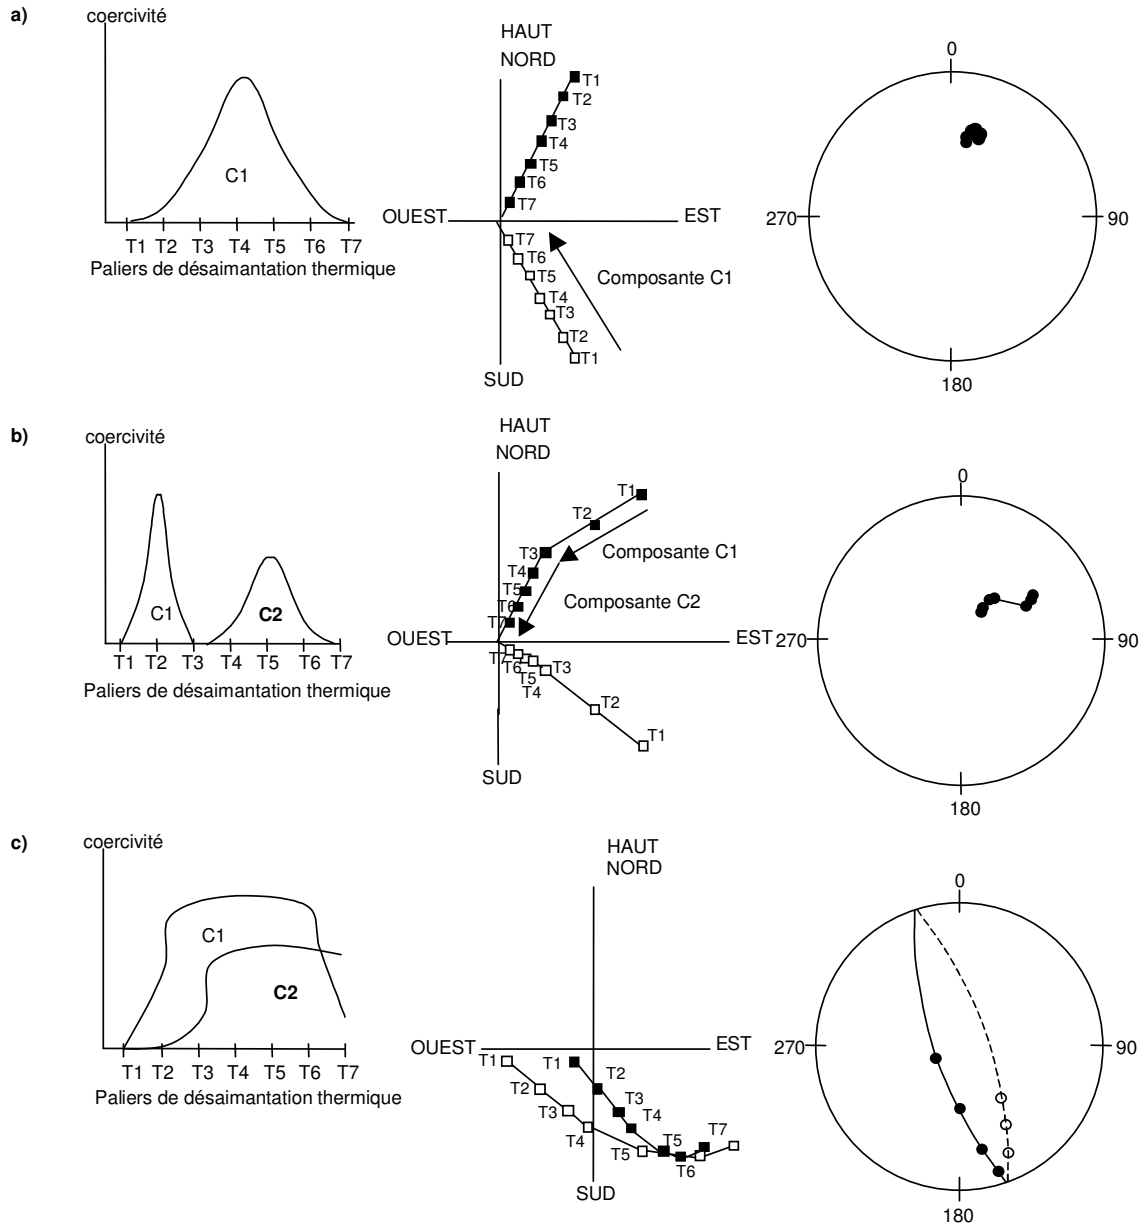 a)
coercivité
C1
T1 T2 T3 T4 T5 T6 T7
Paliers de désaimantation thermique
HAUT
NORD
T1
T2
T3
T4
T5
T6
T7
OUEST
EST
T7
T6
T5
T4
T3
T2
T1
Composante C1
SUD
0
270
90
180
b)
coercivité
C1
C2
T1 T2 T3 T4 T5 T6 T7
Paliers de désaimantation thermique
HAUT
NORD
T1
T2
T3
T4
T5
T6
T7
Composante C1
Composante C2
OUEST
EST
T7
T6
T5
T4
T3
T2
T1
SUD
0
270
90
180
c)
coercivité
C1
C2
T1 T2 T3 T4 T5 T6 T7
Paliers de désaimantation thermique
HAUT
NORD
OUEST
EST
T1
T2
T3
T4
T5
T1
T2
T3
T4
T5
T6
T7
SUD
0
270
90
180